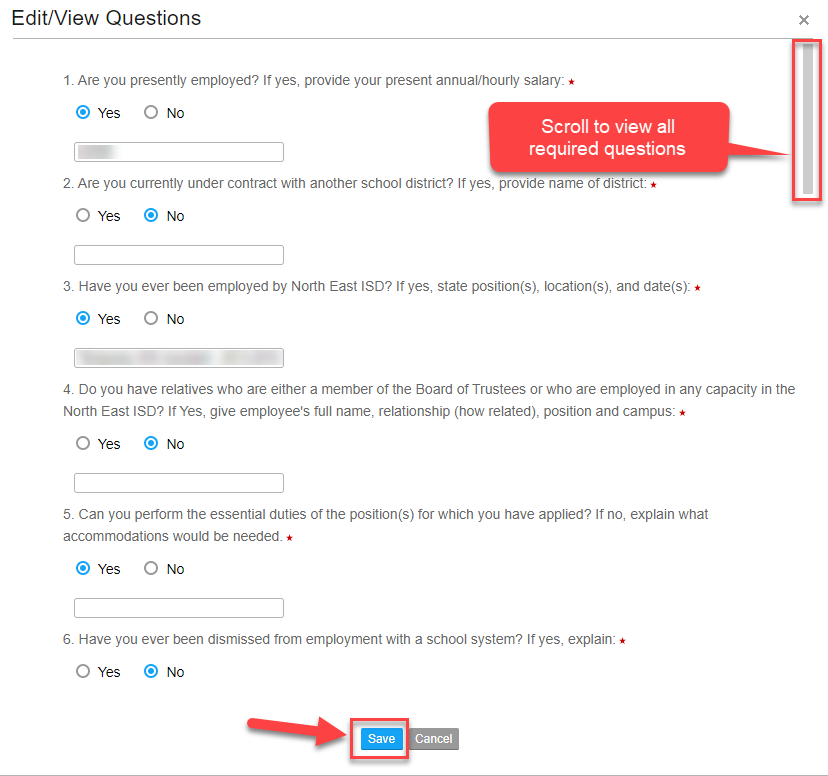 Edit/View Questions
×
1. Are you presently employed? If yes, provide your present annual/hourly salary: ★
Yes No
Scroll to view all
required questions
2. Are you currently under contract with another school district? If yes, provide name of district: ★
Yes No
3. Have you ever been employed by North East ISD? If yes, state position(s), location(s), and date(s): ★
Yes No
4. Do you have relatives who are either a member of the Board of Trustees or who are employed in any capacity in the
North East ISD? If Yes, give employee's full name, relationship (how related), position and campus: ★
Yes No
5. Can you perform the essential duties of the position(s) for which you have applied? If no, explain what
accommodations would be needed. ★
Yes No
6. Have you ever been dismissed from employment with a school system? If yes, explain: ★
Yes No
Save Cancel